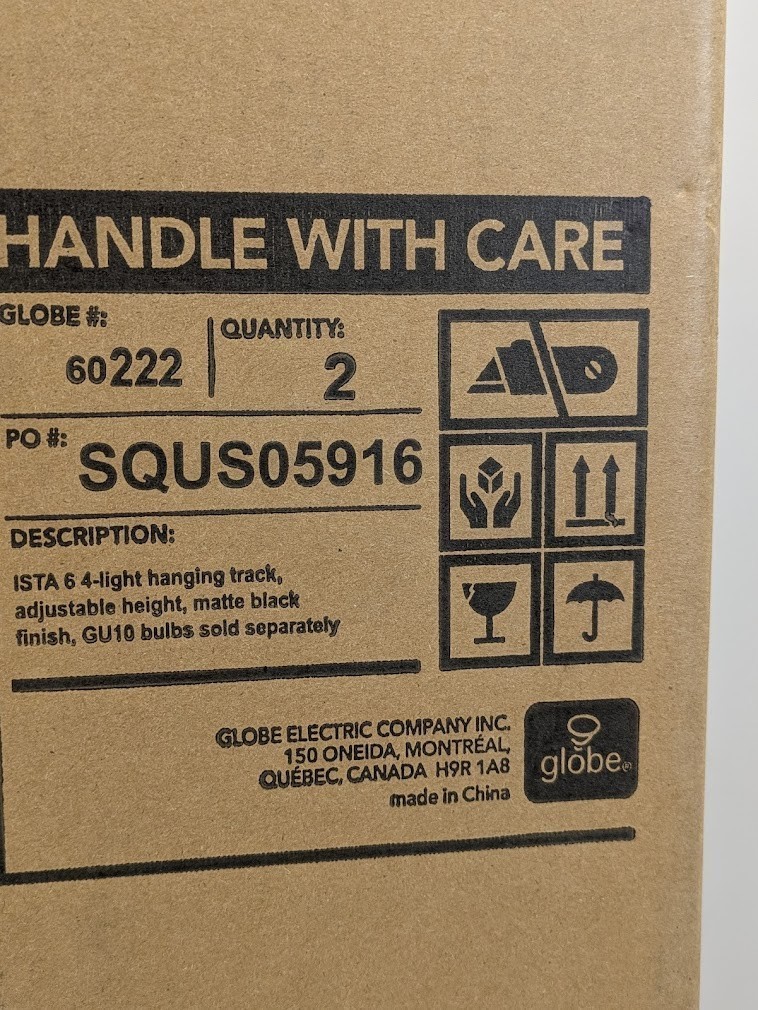 HANDLE WITH CARE
GLOBE #:
60222
QUANTITY:
2
PO #:
SQUS05916
DESCRIPTION:
ISTA 6 4-light hanging track,
adjustable height, matte black
finish, GU10 bulbs sold separately
GLOBE ELECTRIC COMPANY INC.
150 ONEIDA, MONTRÉAL,
QUÉBEC, CANADA H9R 1A8
made in China
globe®